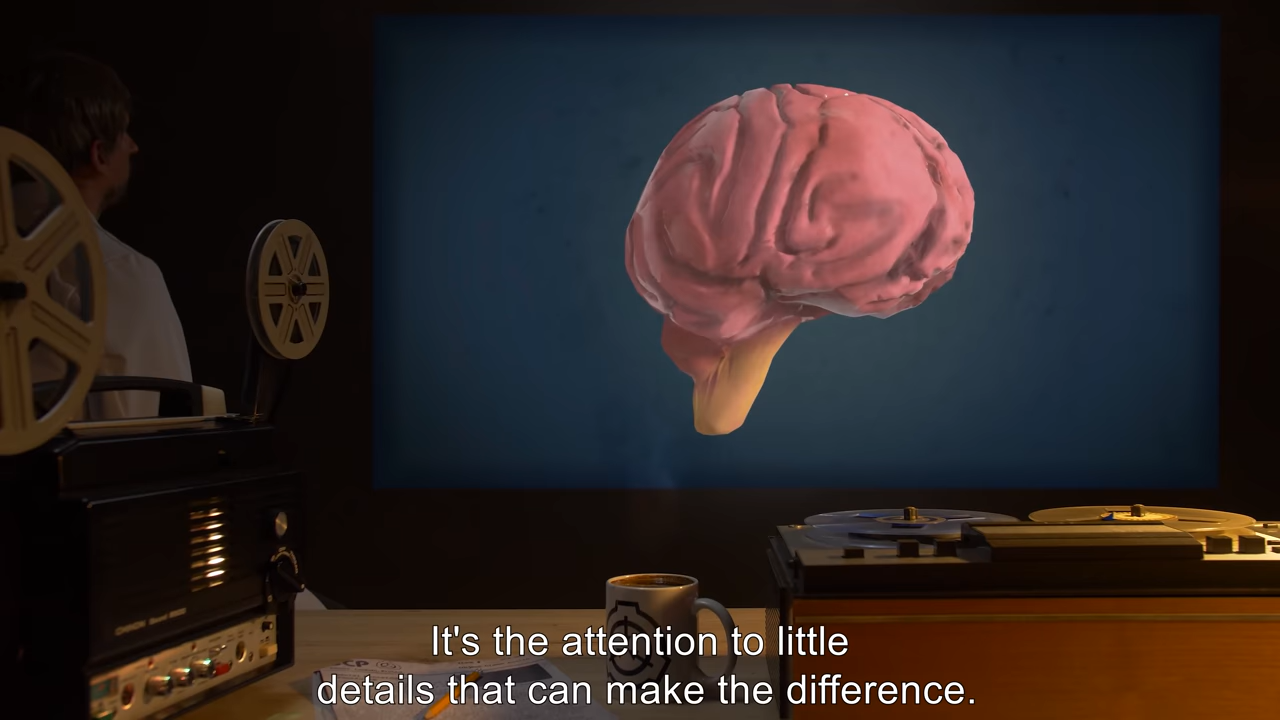 It's the attention to little
details that can make the difference.